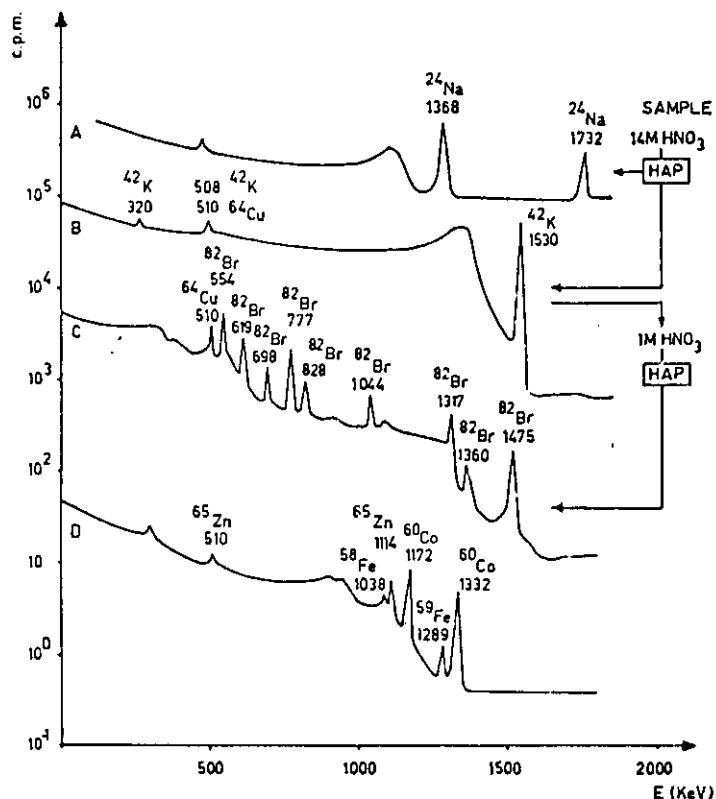 c.p.m.
10⁶
10⁵
10⁴
10³
10²
10
10⁰
10⁻¹
A
B
C
D
²⁴Na
1368
²⁴Na
1732
SAMPLE
14M HNO₃
HAP
⁴²K
320
508 ⁴²K
510 ⁶⁴Cu
⁴²K
1530
⁶⁴Cu
510
⁸²Br
554
⁸²Br
619
⁸²Br
698
⁸²Br
777
⁸²Br
828
⁸²Br
1044
⁸²Br
1317
⁸²Br
1360
⁸²Br
1475
1M HNO₃
HAP
⁶⁵Zn
510
⁵⁸Fe
1038
⁶⁵Zn
1114
⁶⁰Co
1172
⁵⁹Fe
1289
⁶⁰Co
1332
500
1000
1500
2000
E (KeV)